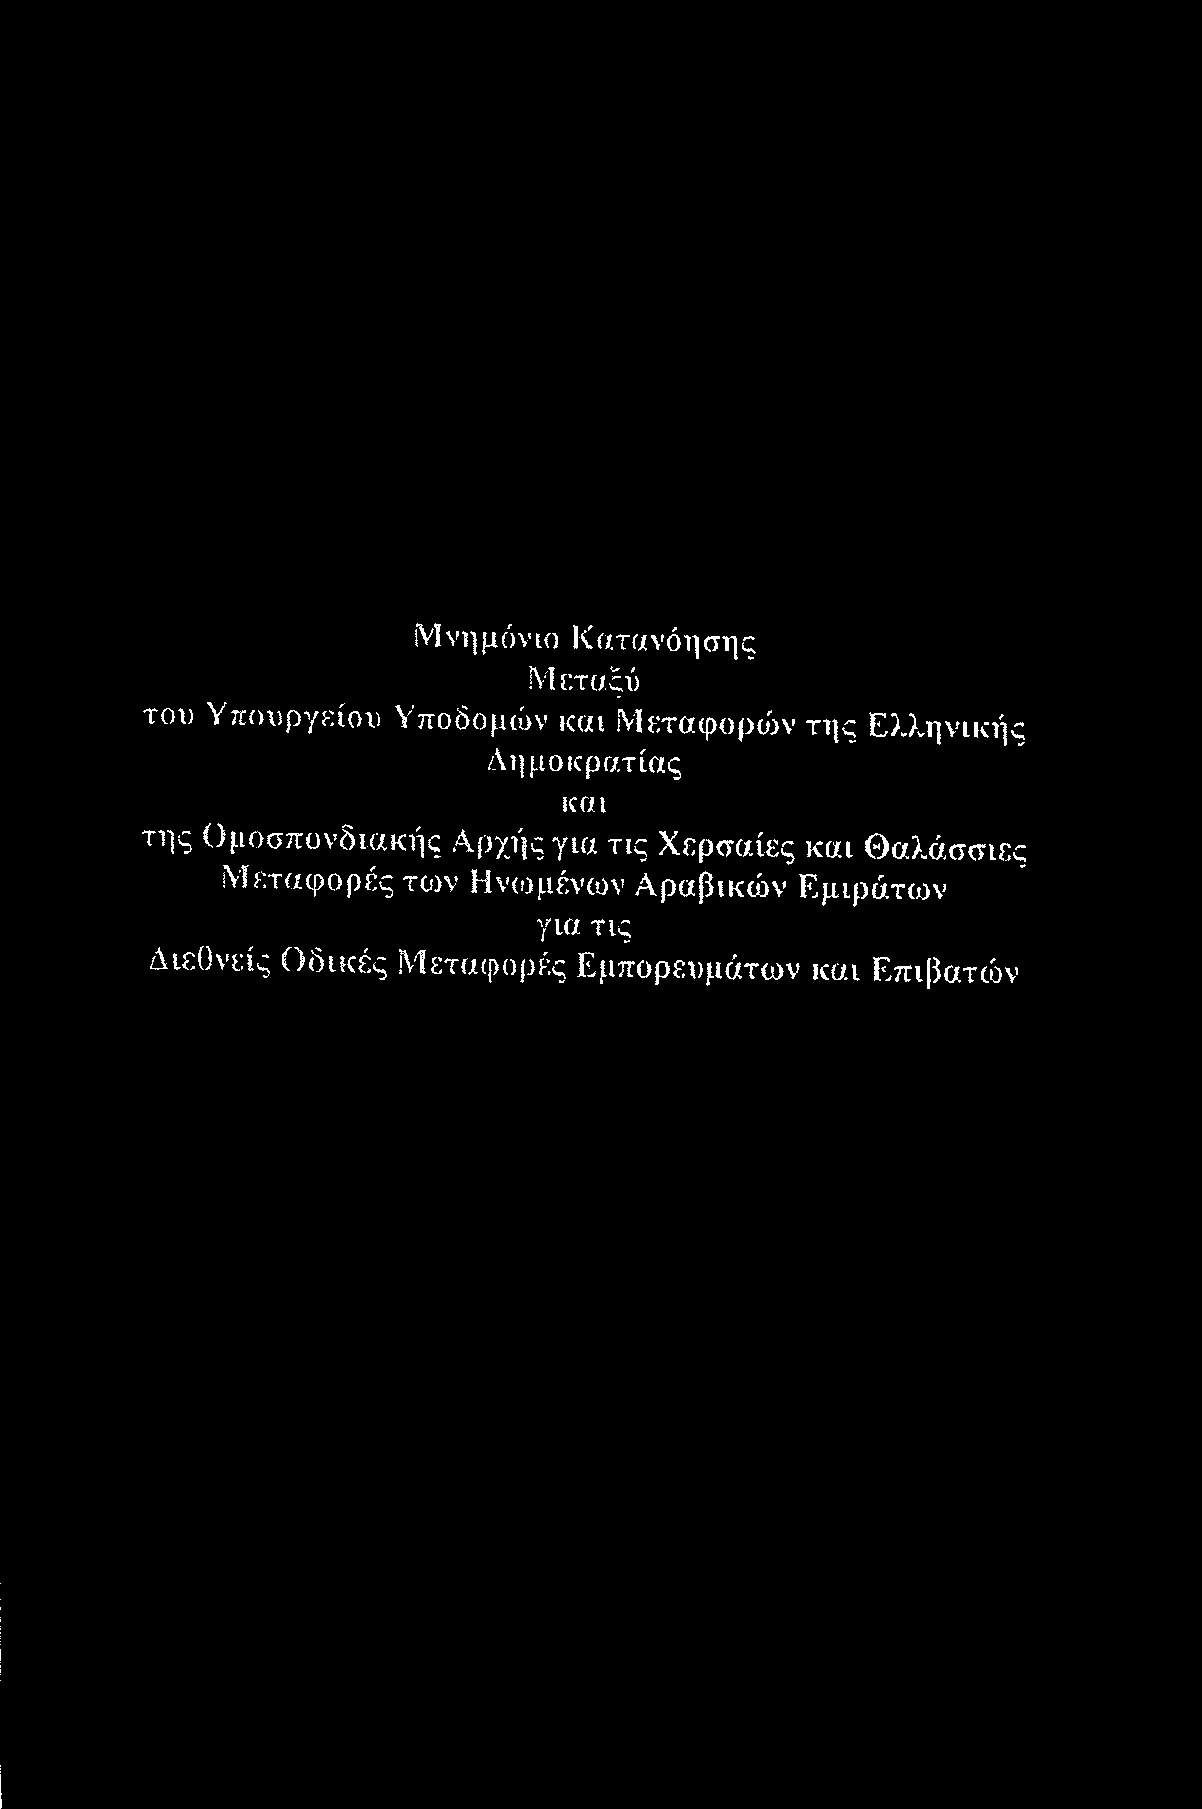 Μνημόνιο Κατανόησης
Μεταξύ
του Υπουργείου Υποδομών και Μεταφορών της Ελληνικής
Δημοκρατίας
και
της Ομοσπονδιακής Αρχής για τις Χερσαίες και Θαλάσσιες
Μεταφορές των Ηνωμένων Αραβικών Εμιράτων
για τις
Διεθνείς Οδικές Μεταφορές Εμπορευμάτων και Επιβατών